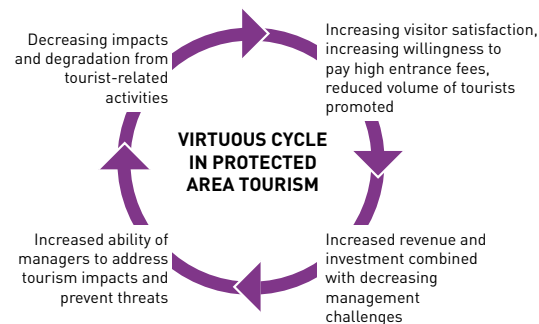 Decreasing impacts
and degradation from
tourist-related
activities
Increasing visitor satisfaction,
increasing willingness to
pay high entrance fees,
reduced volume of tourists
promoted
VIRTUOUS CYCLE
IN PROTECTED
AREA TOURISM
Increased ability of
managers to address
tourism impacts and
prevent threats
Increased revenue and
investment combined
with decreasing
management
challenges